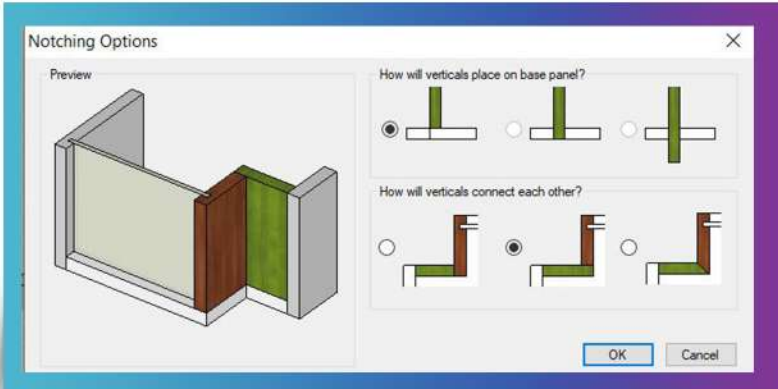 Notching Options
Preview
How will verticals place on base panel?
How will verticals connect each other?
OK
Cancel